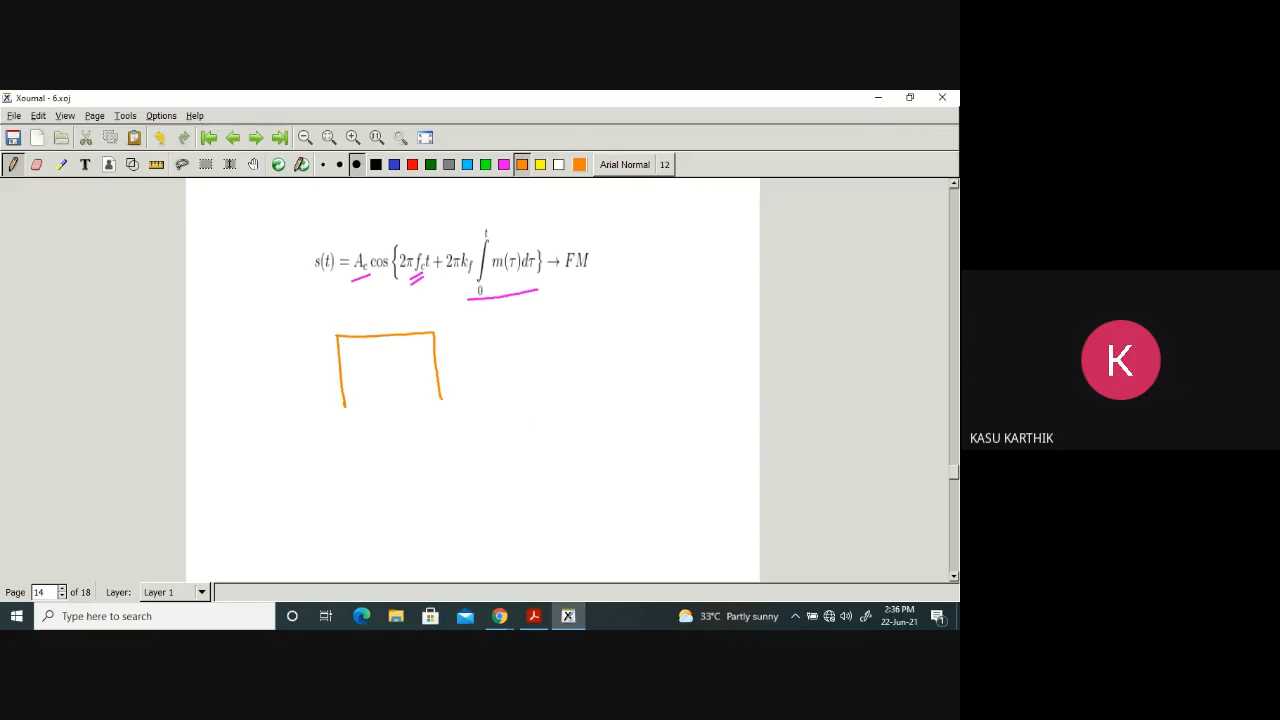 Xournal - 6.xoj
File Edit View Page Tools Options Help
T Arial Normal 12
s(t) = A_c cos {2πf_ct + 2πk_f ∫_0^t m(τ)dτ} → FM
K
KASU KARTHIK
Page 14 of 18 Layer: Layer 1
Type here to search
33°C Partly sunny
2:36 PM
22-Jun-21
1